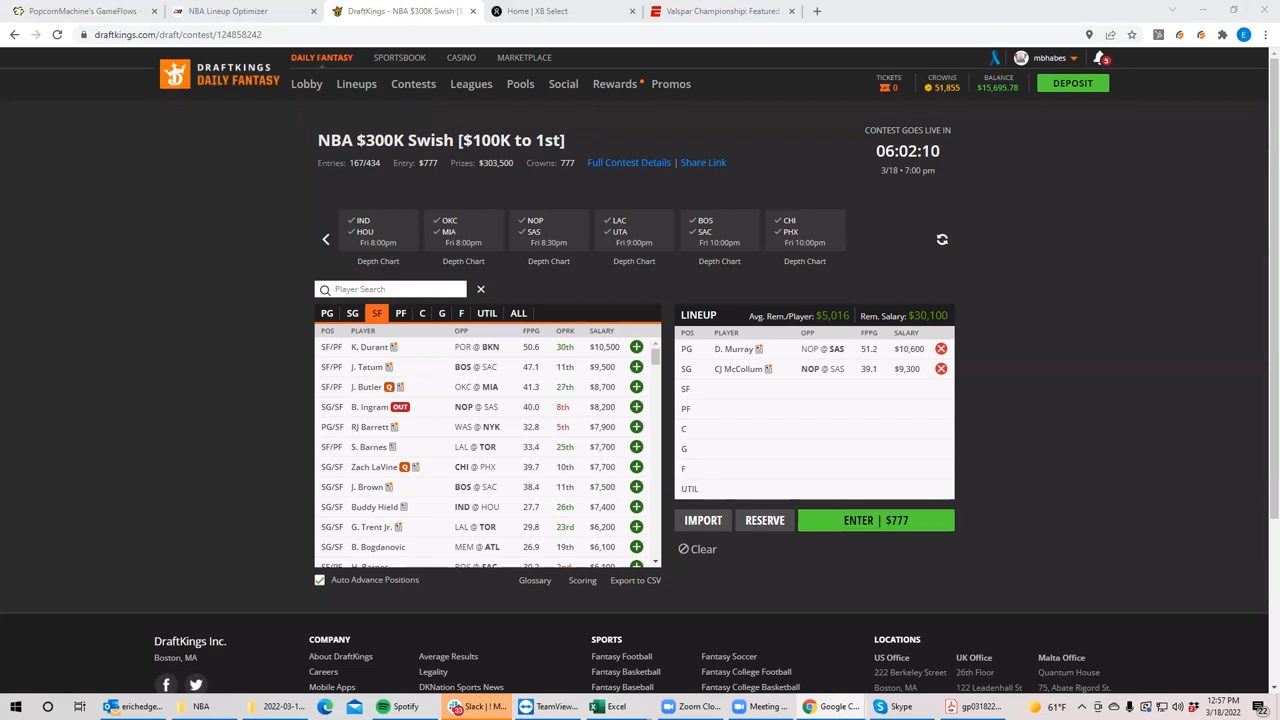 PopcornMachine's GameFlows
NBA Lineup Optimizer
DraftKings - NBA $300K Swish [$
Home | XB Select
Valspar Championship: Featured
draftkings.com/draft/contest/124858242
E
DAILY FANTASY SPORTSBOOK CASINO MARKETPLACE
mbhabes
5
DRAFTKINGS
DAILY FANTASY
Lobby Lineups Contests Leagues Pools Social Rewards Promos
TICKETS CROWNS BALANCE
0 51,855 $15,695.78
DEPOSIT
NBA $300K Swish [$100K to 1st]
Entries: 167/434 Entry: $777 Prizes: $303,500 Crowns: 777 Full Contest Details | Share Link
CONTEST GOES LIVE IN
06:02:10
3/18 • 7:00 pm
IND OKC NOP LAC BOS CHI
HOU MIA SAS UTA SAC PHX
Fri 8:00pm Fri 8:00pm Fri 8:30pm Fri 9:00pm Fri 10:00pm Fri 10:00pm
Depth Chart Depth Chart Depth Chart Depth Chart Depth Chart Depth Chart
Player Search
PG SG SF PF C G F UTIL ALL
POS PLAYER OPP FPPG OPRK SALARY
SF/PF K. Durant POR @ BKN 50.6 30th $10,500
SF/PF J. Tatum BOS @ SAC 47.1 11th $9,500
SF/PF J. Butler Q OKC @ MIA 41.3 27th $8,700
SG/SF B. Ingram OUT NOP @ SAS 40.0 8th $8,200
PG/SF RJ Barrett WAS @ NYK 32.8 5th $7,900
SF/PF S. Barnes LAL @ TOR 33.4 25th $7,700
SG/SF Zach LaVine Q CHI @ PHX 39.7 10th $7,700
SG/SF J. Brown BOS @ SAC 38.4 11th $7,500
SG/SF Buddy Hield IND @ HOU 27.7 26th $7,400
SG/SF G. Trent Jr. LAL @ TOR 29.8 23rd $6,200
SG/SF B. Bogdanovic MEM @ ATL 26.9 19th $6,100
Auto Advance Positions
Glossary Scoring Export to CSV
LINEUP Avg. Rem./Player: $5,016 Rem. Salary: $30,100
POS PLAYER OPP FPPG SALARY
PG D. Murray NOP @ SAS 51.2 $10,600
SG CJ McCollum NOP @ SAS 39.1 $9,300
SF
PF
C
G
F
UTIL
IMPORT RESERVE ENTER | $777
Clear
DraftKings Inc.
Boston, MA
COMPANY
About DraftKings Average Results
Careers Legality
Mobile Apps DKNation Sports News
SPORTS
Fantasy Football Fantasy Soccer
Fantasy Basketball Fantasy College Football
Fantasy Baseball Fantasy College Basketball
LOCATIONS
US Office UK Office Malta Office
222 Berkeley Street 26th Floor Quantum House
Boston, MA 122 Leadenhall St 75, Abate Rigord St.
erichedge...
NBA
2022-03-1...
Spotify
Slack | ! M...
TeamView...
Excel
Zoom Clo...
Meeting ...
Google C...
Skype
gp031822...
61°F
12:57 PM
3/18/2022
22